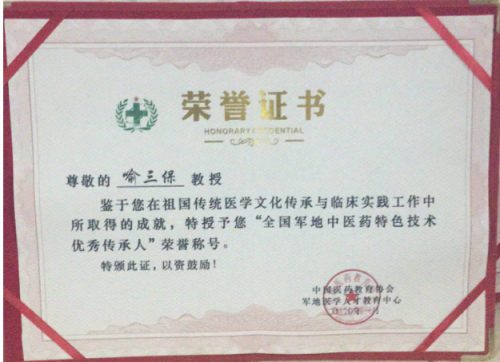 荣誉证书
HONGRARY CREDENTIAL
尊敬的 喻三保 教授
鉴于您在祖国传统医学文化传承与临床实践工作中
所取得的成就，特授予您“全国军地中医药特色技术
优秀传承人”荣誉称号。
特颁此证，以资鼓励！
中国医药教育协会
军地医学人才教育中心